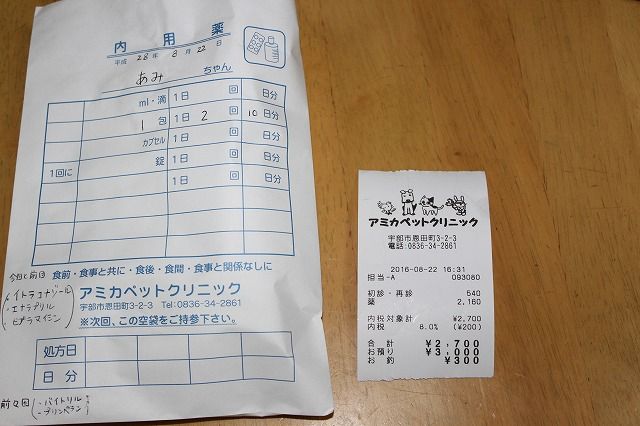 内用薬
平成 28年 8月 22日
あみ ちゃん
ml・滴 1日 回 日分
1 包 1日 2 回 10 日分
カプセル 1日 回 日分
1回に 錠 1日 回 日分
1日 回 日分
食前・食事と共に・食後・食間・食事と関係なしに
今回と前回
・イトラコナゾール
・エナラプリル
・ピプラマイシン
アミカペットクリニック
宇部市恩田町3-2-3 Tel:0836-34-2861
※次回、この空袋をご持参下さい。
処方日
日分
前々回
・バイトリル
・プリンペラン
アミカペットクリニック
宇部市恩田町3-2-3
電話:0836-34-2861
2016-08-22 16:31
担当-A 093080
初診・再診 540
薬 2,160
内税対象計 ¥2,700
内税 8.0% (¥200)
合計 ¥2,700
お預り ¥3,000
お釣 ¥300